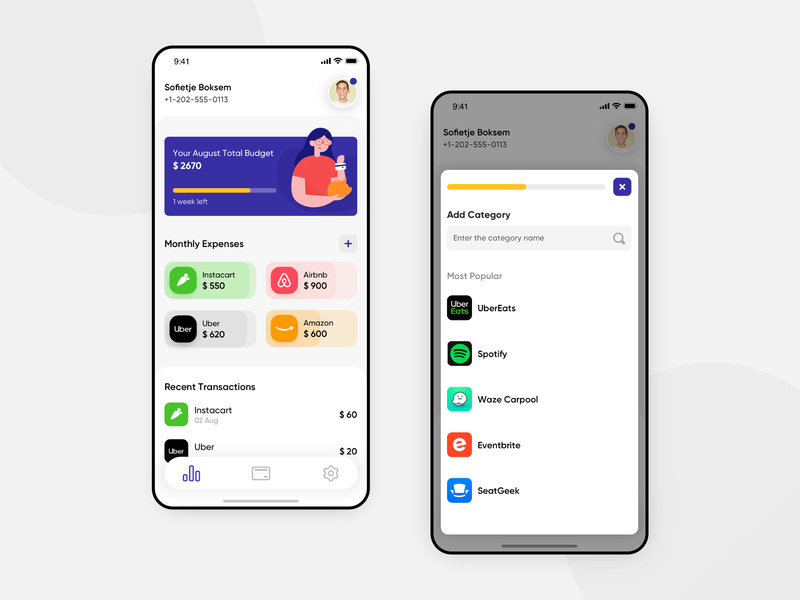 9:41
Sofietje Boksem
+1-202-555-0113
Your August Total Budget
$ 2670
1 week left
Monthly Expenses
Instacart
$ 550
Airbnb
$ 900
Uber
Uber
$ 620
Amazon
$ 600
Recent Transactions
Instacart
02 Aug
$ 60
Uber
Uber
$ 20
9:41
Sofietje Boksem
+1-202-555-0113
Add Category
Enter the category name
Most Popular
Uber
Eats
UberEats
Spotify
Waze Carpool
e
Eventbrite
SeatGeek